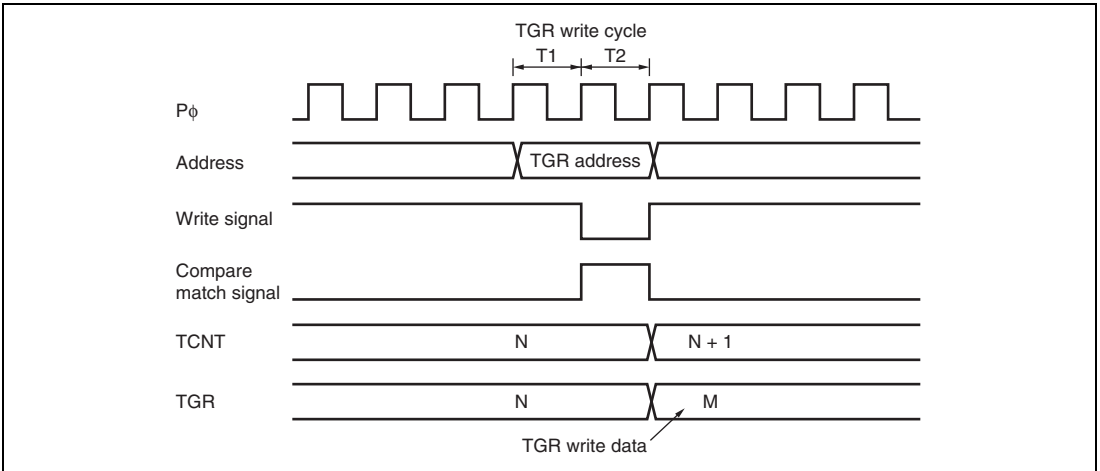 TGR write cycle
T1 T2
Pϕ
Address TGR address
Write signal
Compare
match signal
TCNT N N + 1
TGR N M
TGR write data